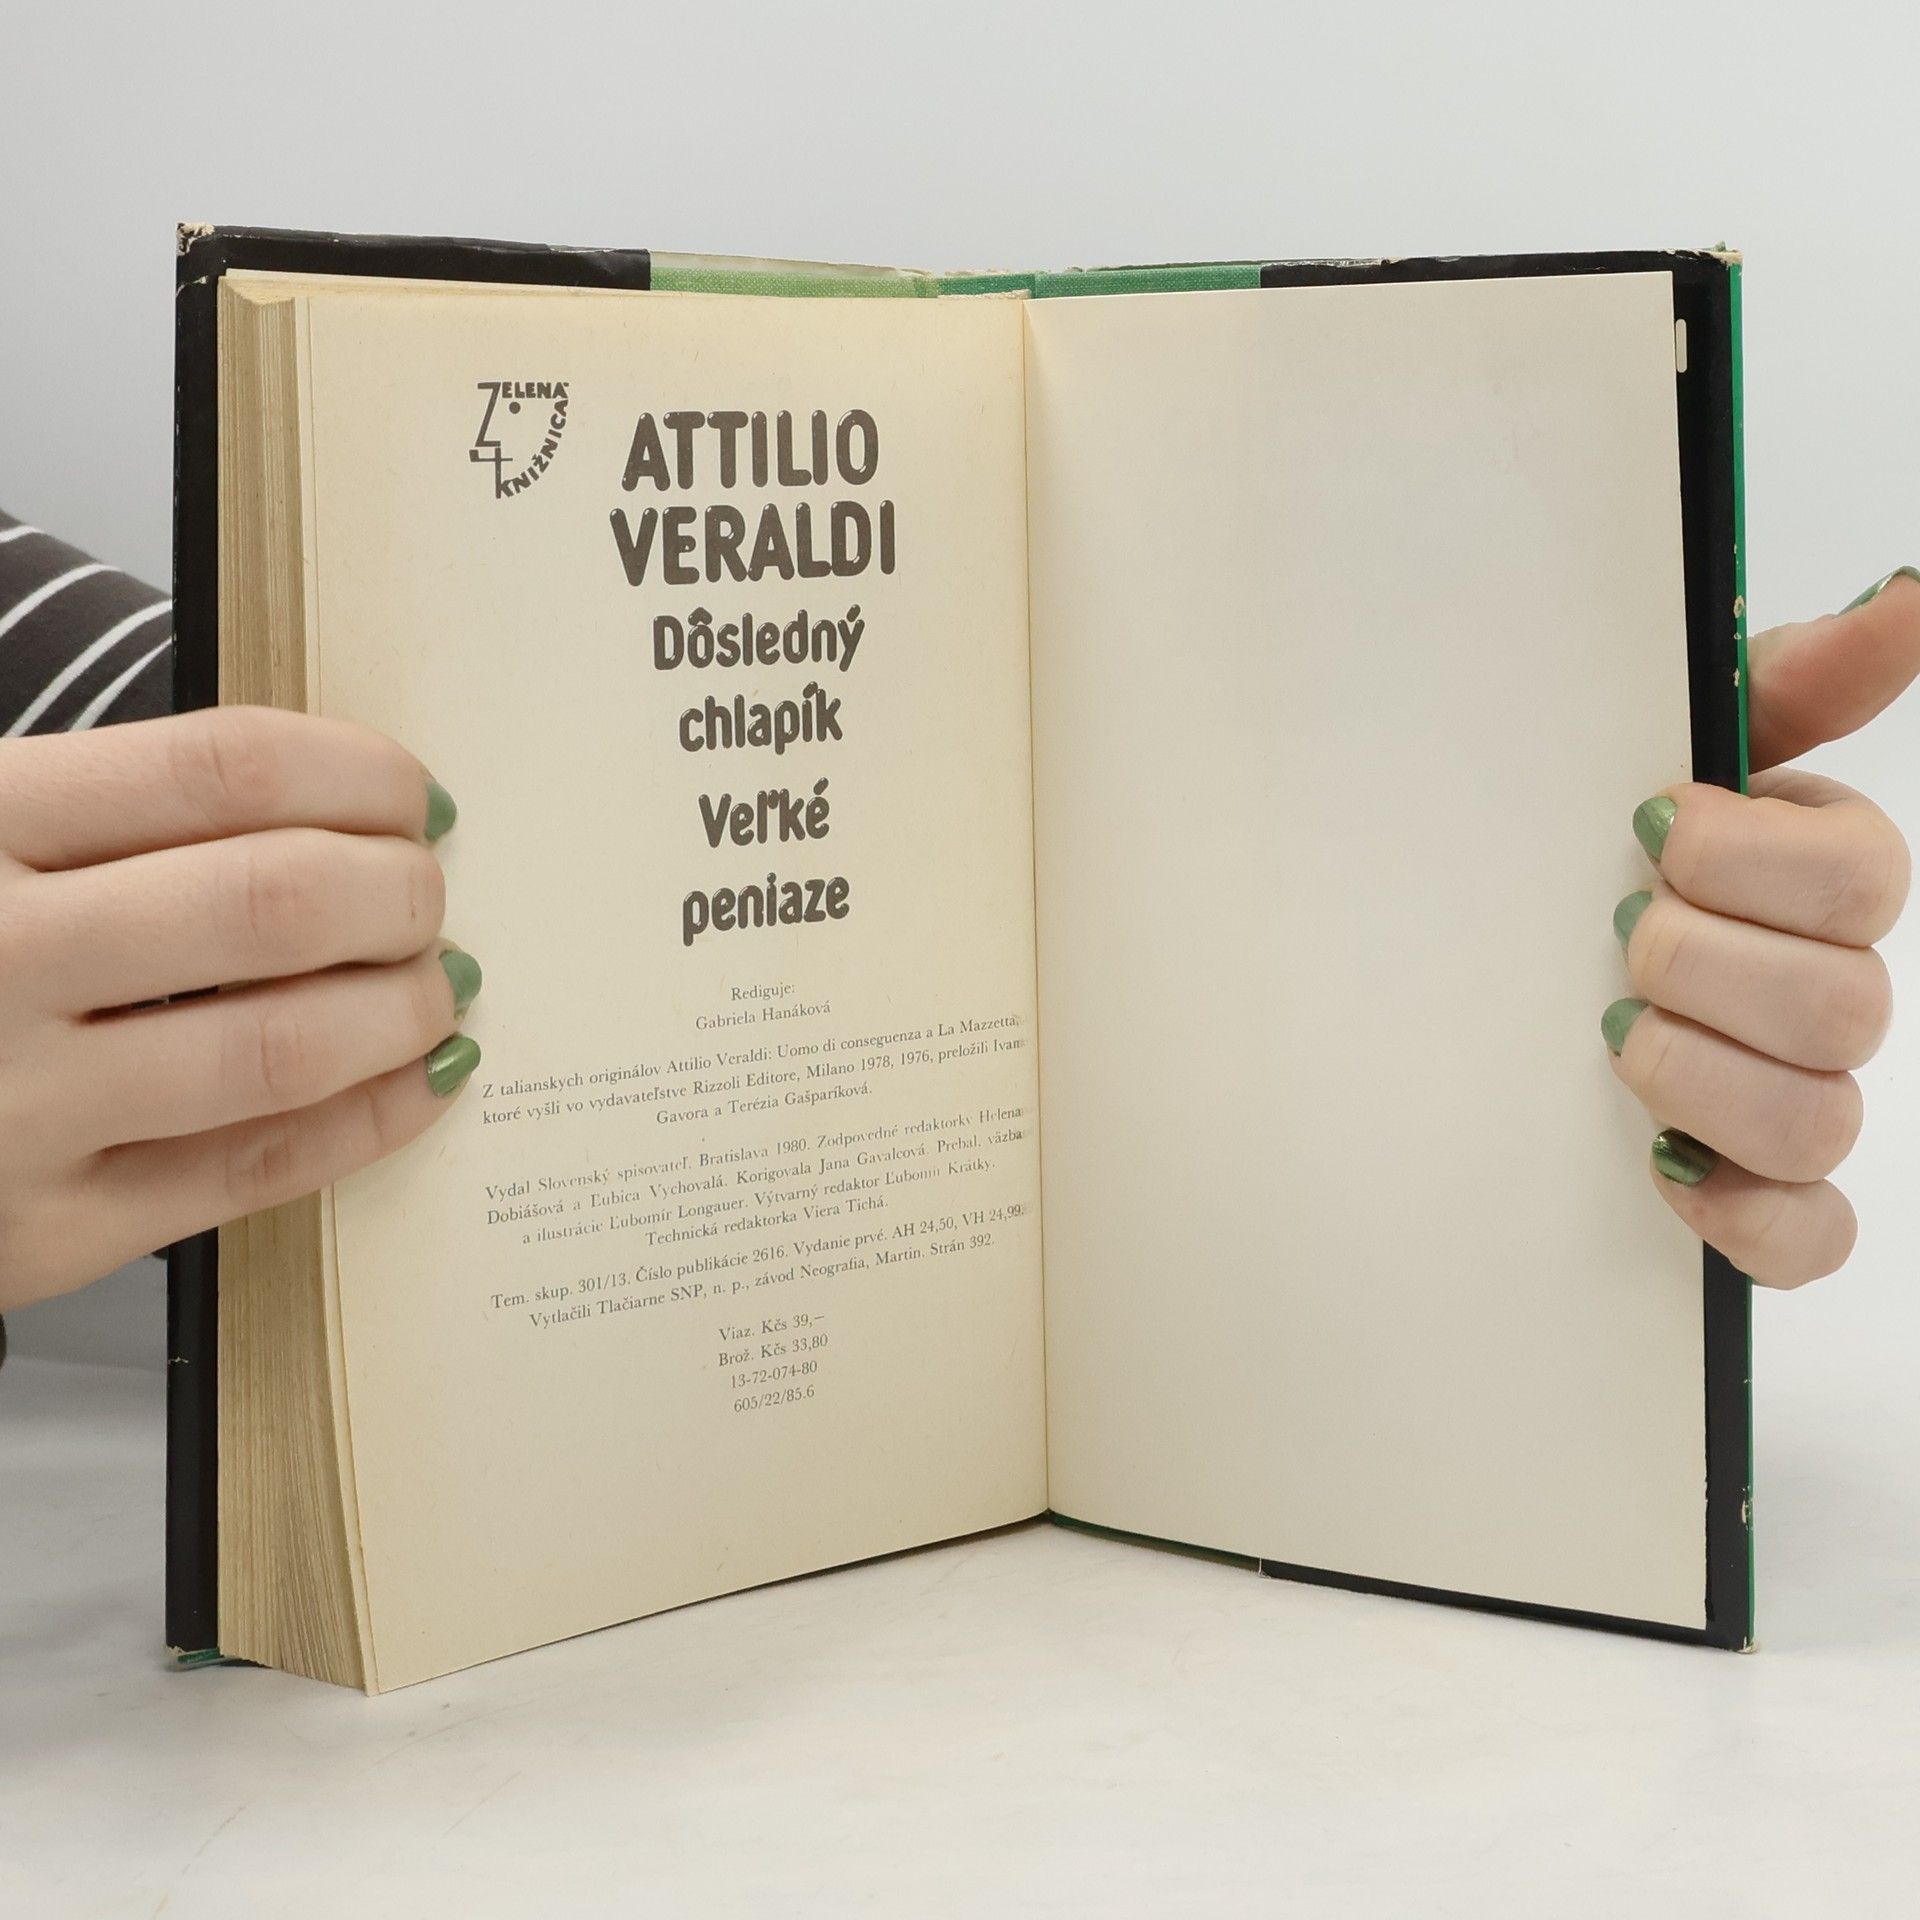 ZELENÁ
KNIŽNICA
ATTILIO
VERALDI
Dôsledný
chlapík
Veľké
peniaze
Rediguje:
Gabriela Hanáková
Z talianskych originálov Attilio Veraldi: Uomo di conseguenza a La Mazzetta,
ktoré vyšli vo vydavateľstve Rizzoli Editore, Milano 1978, 1976, preložili Ivan
Gavora a Terézia Gašparíková.
Vydal Slovenský spisovateľ. Bratislava 1980. Zodpovedné redaktorky Helena
Dobiášová a Ľubica Vychovalá. Korigovala Jana Gavalcová. Prebal, väzba
a ilustrácie Ľubomír Longauer. Výtvarný redaktor Ľubomír Krátky.
Technická redaktorka Viera Tichá.
Tem. skup. 301/13. Číslo publikácie 2616. Vydanie prvé. AH 24,50, VH 24,99.
Vytlačili Tlačiarne SNP, n. p., závod Neografia, Martin. Strán 392.
Viaz. Kčs 39,—
Brož. Kčs 33,80
13-72-074-80
605/22/85.6